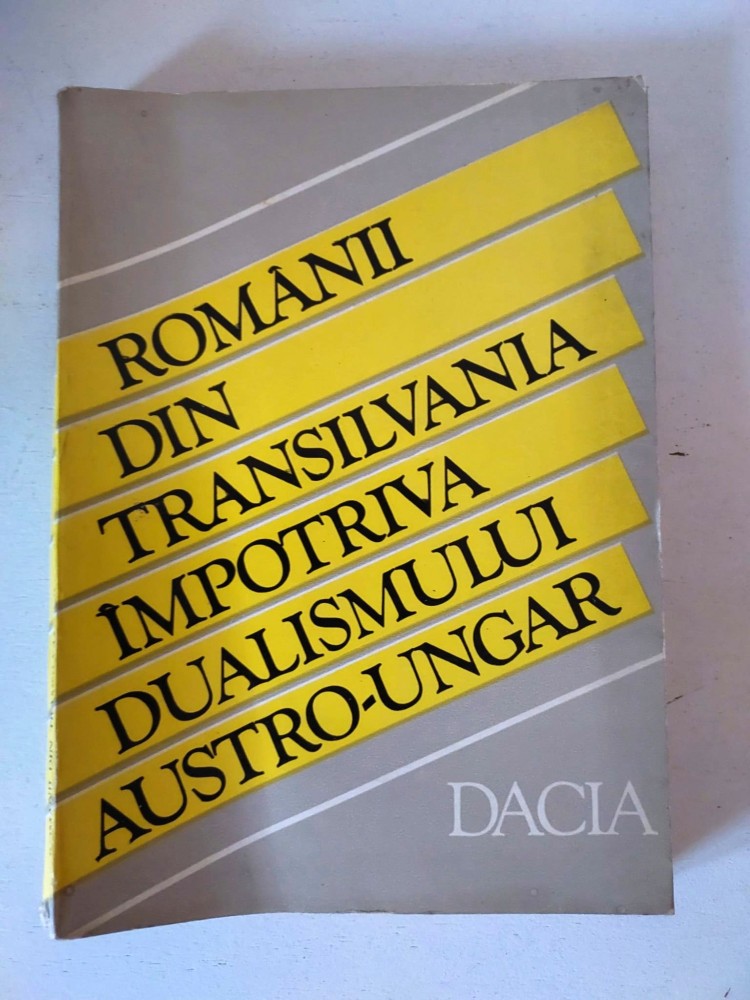 ROMÂNII
DIN
TRANSILVANIA
ÎMPOTRIVA
DUALISMULUI
AUSTRO-UNGAR
DACIA